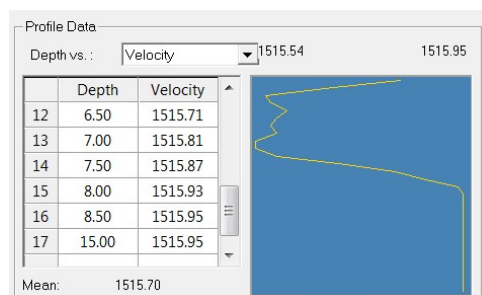 Profile Data
Depth vs. : Velocity 1515.54 1515.95
Depth Velocity
12 6.50 1515.71
13 7.00 1515.81
14 7.50 1515.87
15 8.00 1515.93
16 8.50 1515.95
17 15.00 1515.95
Mean: 1515.70